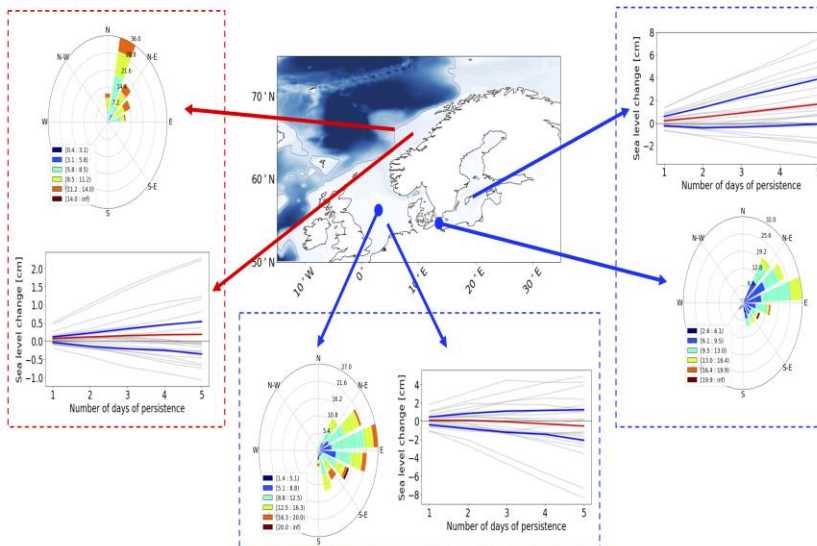 N
N-W
N-E
36.0
28.8
21.6
14.4
7.2
W
E
[0.4 : 3.1)
[3.1 : 5.8)
[5.8 : 8.5)
[8.5 : 11.2)
[11.2 : 14.0)
[14.0 : inf)
S-E
S
Sea level change [cm]
2.0
1.5
1.0
0.5
0.0
-0.5
-1.0
1 2 3 4 5
Number of days of persistence
70°N
60°N
50°N
10°W
0°
10°E
20°E
30°E
N
N-W
N-E
27.0
21.6
16.2
10.8
5.4
W
E
[1.4 : 5.1)
[5.1 : 8.8)
[8.8 : 12.5)
[12.5 : 16.3)
[16.3 : 20.0)
[20.0 : inf)
S-E
S
Sea level change [cm]
4
2
0
−2
−4
−6
−8
1 2 3 4 5
Number of days of persistence
Sea level change [cm]
8
6
4
2
0
−2
1 2 3 4
Number of days of persistence
N
N-W
N-E
32.0
25.6
19.2
12.8
W
E
[2.6 : 6.1)
[6.1 : 9.5)
[9.5 : 13.0)
[13.0 : 16.4)
[16.4 : 19.9)
[19.9 : inf)
S-E
S